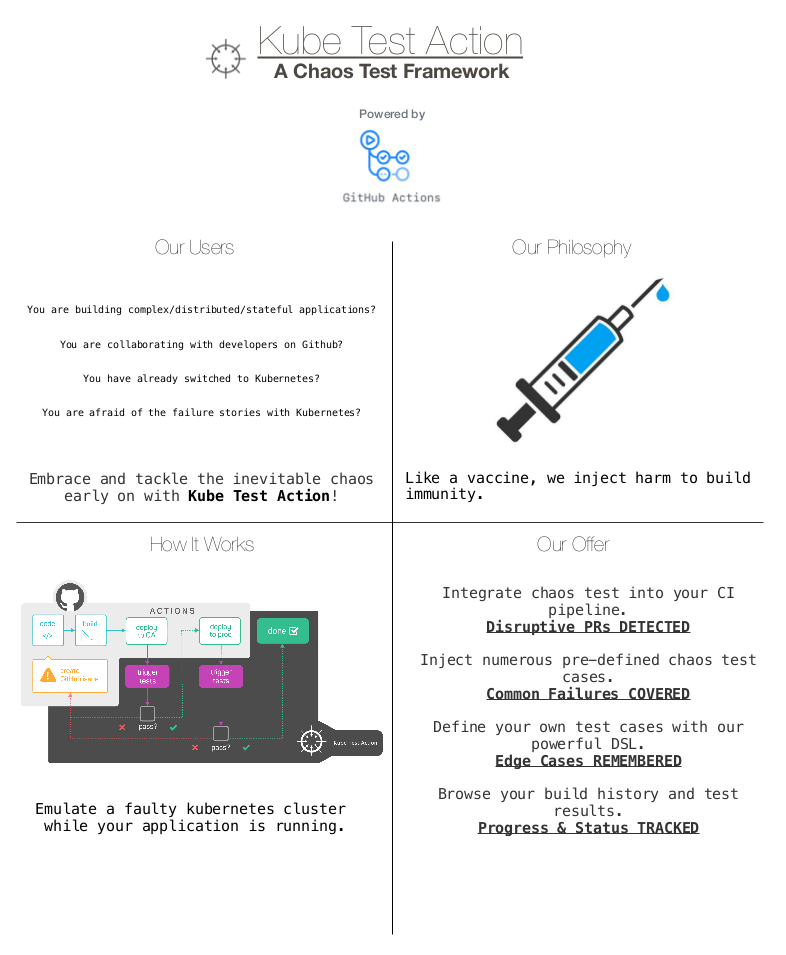 Kube Test Action
A Chaos Test Framework
Powered by
GitHub Actions
Our Users
You are building complex/distributed/stateful applications?
You are collaborating with developers on Github?
You have already switched to Kubernetes?
You are afraid of the failure stories with Kubernetes?
Embrace and tackle the inevitable chaos
early on with Kube Test Action!
Our Philosophy
Like a vaccine, we inject harm to build
immunity.
How It Works
ACTIONS
code
</>
build
deploy
to QA
deploy
to prod
done
create
GitHub issue
trigger
tests
trigger
tests
pass?
pass?
Kube Test Action
Emulate a faulty kubernetes cluster
while your application is running.
Our Offer
Integrate chaos test into your CI
pipeline.
Disruptive PRs DETECTED
Inject numerous pre-defined chaos test
cases.
Common Failures COVERED
Define your own test cases with our
powerful DSL.
Edge Cases REMEMBERED
Browse your build history and test
results.
Progress & Status TRACKED